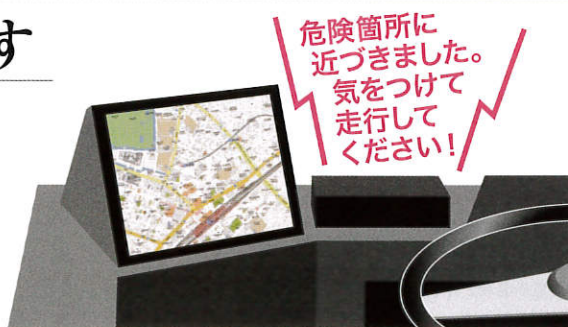 す
危険箇所に
近づきました。
気をつけて
走行して
ください！